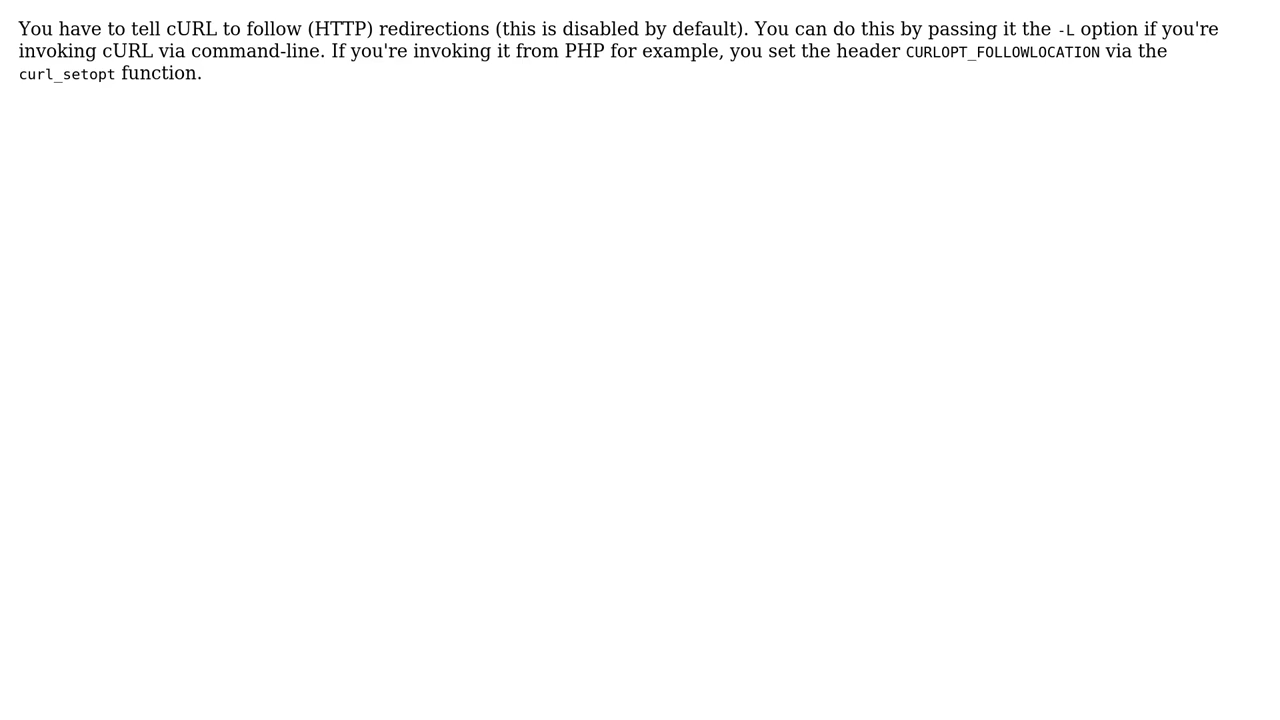 You have to tell cURL to follow (HTTP) redirections (this is disabled by default). You can do this by passing it the -L option if you're
invoking cURL via command-line. If you're invoking it from PHP for example, you set the header CURLOPT_FOLLOWLOCATION via the
curl_setopt function.